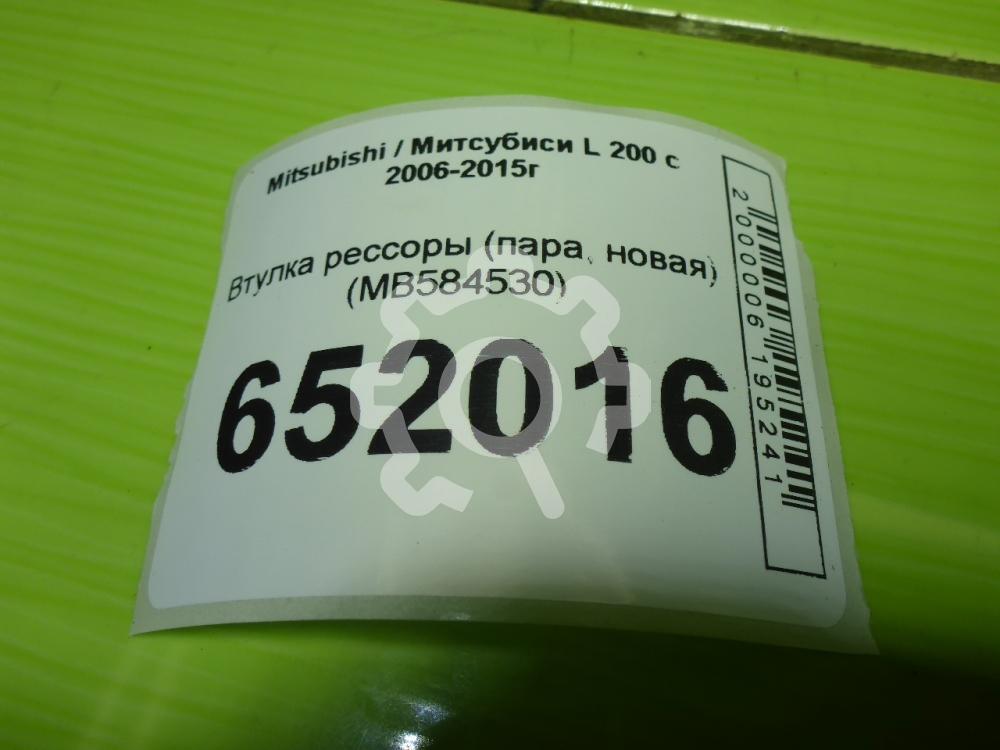 Mitsubishi / Митсубиси L 200 с
2006-2015г
Втулка рессоры (пара, новая)
(MB584530)
652016
2000006195241